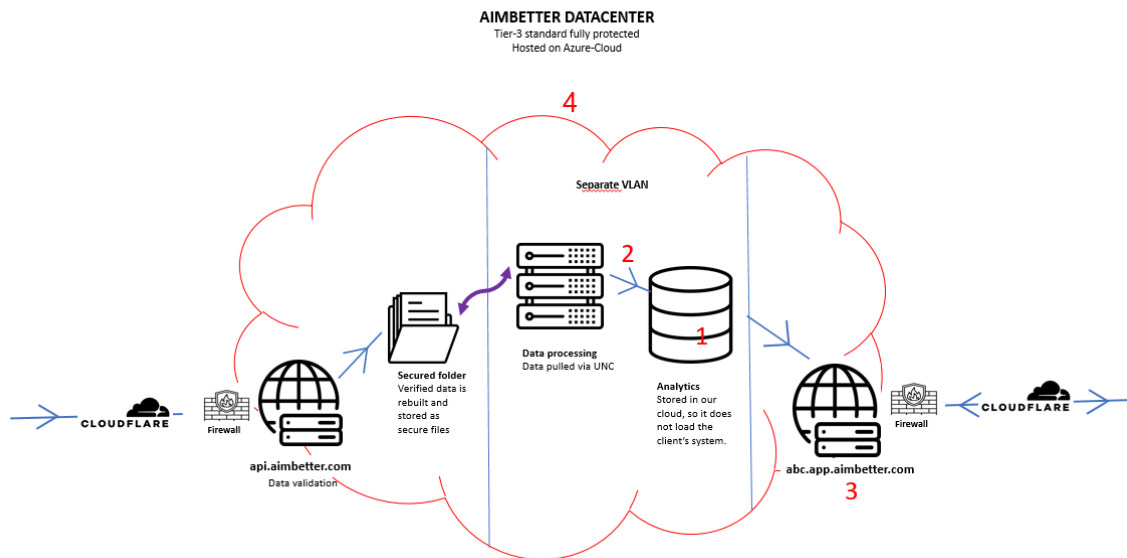 AIMBETTER DATACENTER
Tier-3 standard fully protected
Hosted on Azure-Cloud
4
Separate VLAN
2
1
Data processing
Data pulled via UNC
Secured folder
Verified data is
rebuilt and
stored as
secure files
Analytics
Stored in our
cloud, so it does
not load the
client's system.
CLOUDFLARE
Firewall
api.aimbetter.com
Data validation
abc.app.aimbetter.com
3
Firewall
CLOUDFLARE